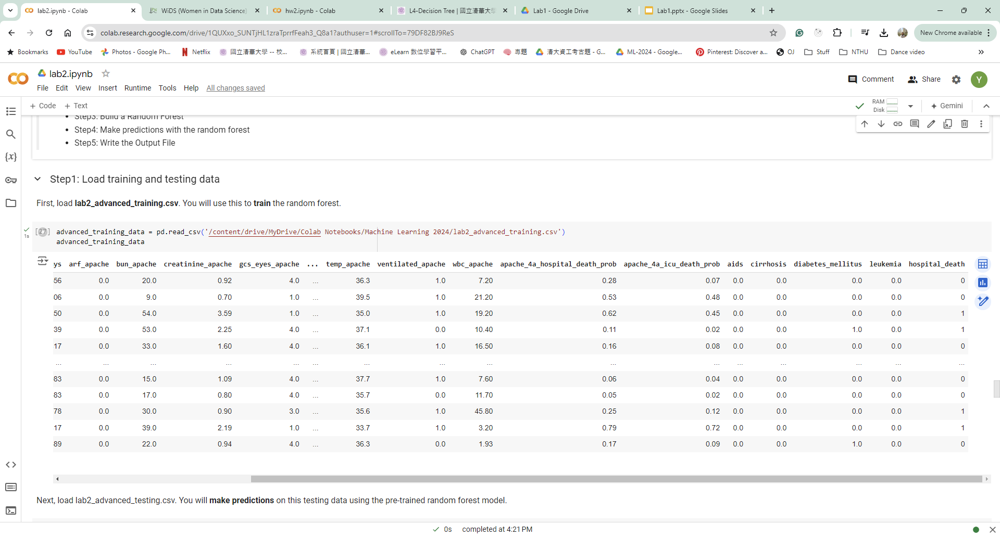 lab2.ipynb - Colab
WiDS (Women in Data Science)
hw2.ipynb - Colab
L4-Decision Tree | 國立清華大學
Lab1 - Google Drive
Lab1.pptx - Google Slides
colab.research.google.com/drive/1QUXxo_SUNTjHL1zraTprrfFeah3_Q8a1?authuser=1#scrollTo=79DF82BJ9ReS
New Chrome available
Bookmarks YouTube Photos - Google Ph... Netflix 國立清華大學 -- 校... 系統首頁 | 國立清華... eLearn 數位學習平... ChatGPT 專題 清大資工考古題 - G... ML-2024 - Google... Pinterest: Discover a... OJ Stuff NTHU Dance video
lab2.ipynb
Comment Share Y
File Edit View Insert Runtime Tools Help All changes saved
+ Code + Text
RAM
Disk
Gemini
• Step3: Build a Random Forest
• Step4: Make predictions with the random forest
• Step5: Write the Output File
Step1: Load training and testing data
First, load lab2_advanced_training.csv. You will use this to train the random forest.
1s
[27] advanced_training_data = pd.read_csv('/content/drive/MyDrive/Colab Notebooks/Machine Learning 2024/lab2_advanced_training.csv')
advanced_training_data
ys arf_apache bun_apache creatinine_apache gcs_eyes_apache ... temp_apache ventilated_apache wbc_apache apache_4a_hospital_death_prob apache_4a_icu_death_prob aids cirrhosis diabetes_mellitus leukemia hospital_death
56 0.0 20.0 0.92 4.0 ... 36.3 1.0 7.20 0.28 0.07 0.0 0.0 0.0 0.0 0
06 0.0 9.0 0.70 1.0 ... 39.5 1.0 21.20 0.53 0.48 0.0 0.0 0.0 0.0 0
50 0.0 54.0 3.59 1.0 ... 35.0 1.0 19.20 0.62 0.45 0.0 0.0 0.0 0.0 1
39 0.0 53.0 2.25 4.0 ... 37.1 0.0 10.40 0.11 0.02 0.0 0.0 1.0 0.0 1
17 0.0 33.0 1.60 4.0 ... 36.1 1.0 16.50 0.16 0.08 0.0 0.0 0.0 0.0 0
... ... ... ... ... ... ... ... ... ... ... ... ... ... ... ...
83 0.0 15.0 1.09 4.0 ... 37.7 1.0 7.60 0.06 0.04 0.0 0.0 0.0 0.0 0
83 0.0 17.0 0.80 4.0 ... 35.7 0.0 11.70 0.05 0.02 0.0 0.0 0.0 0.0 0
78 0.0 30.0 0.90 3.0 ... 35.6 1.0 45.80 0.25 0.12 0.0 0.0 0.0 0.0 1
17 0.0 39.0 2.19 1.0 ... 33.7 1.0 3.20 0.79 0.72 0.0 0.0 0.0 0.0 1
89 0.0 22.0 0.94 4.0 ... 36.3 0.0 1.93 0.17 0.09 0.0 0.0 1.0 0.0 0
Next, load lab2_advanced_testing.csv. You will make predictions on this testing data using the pre-trained random forest model.
0s completed at 4:21 PM